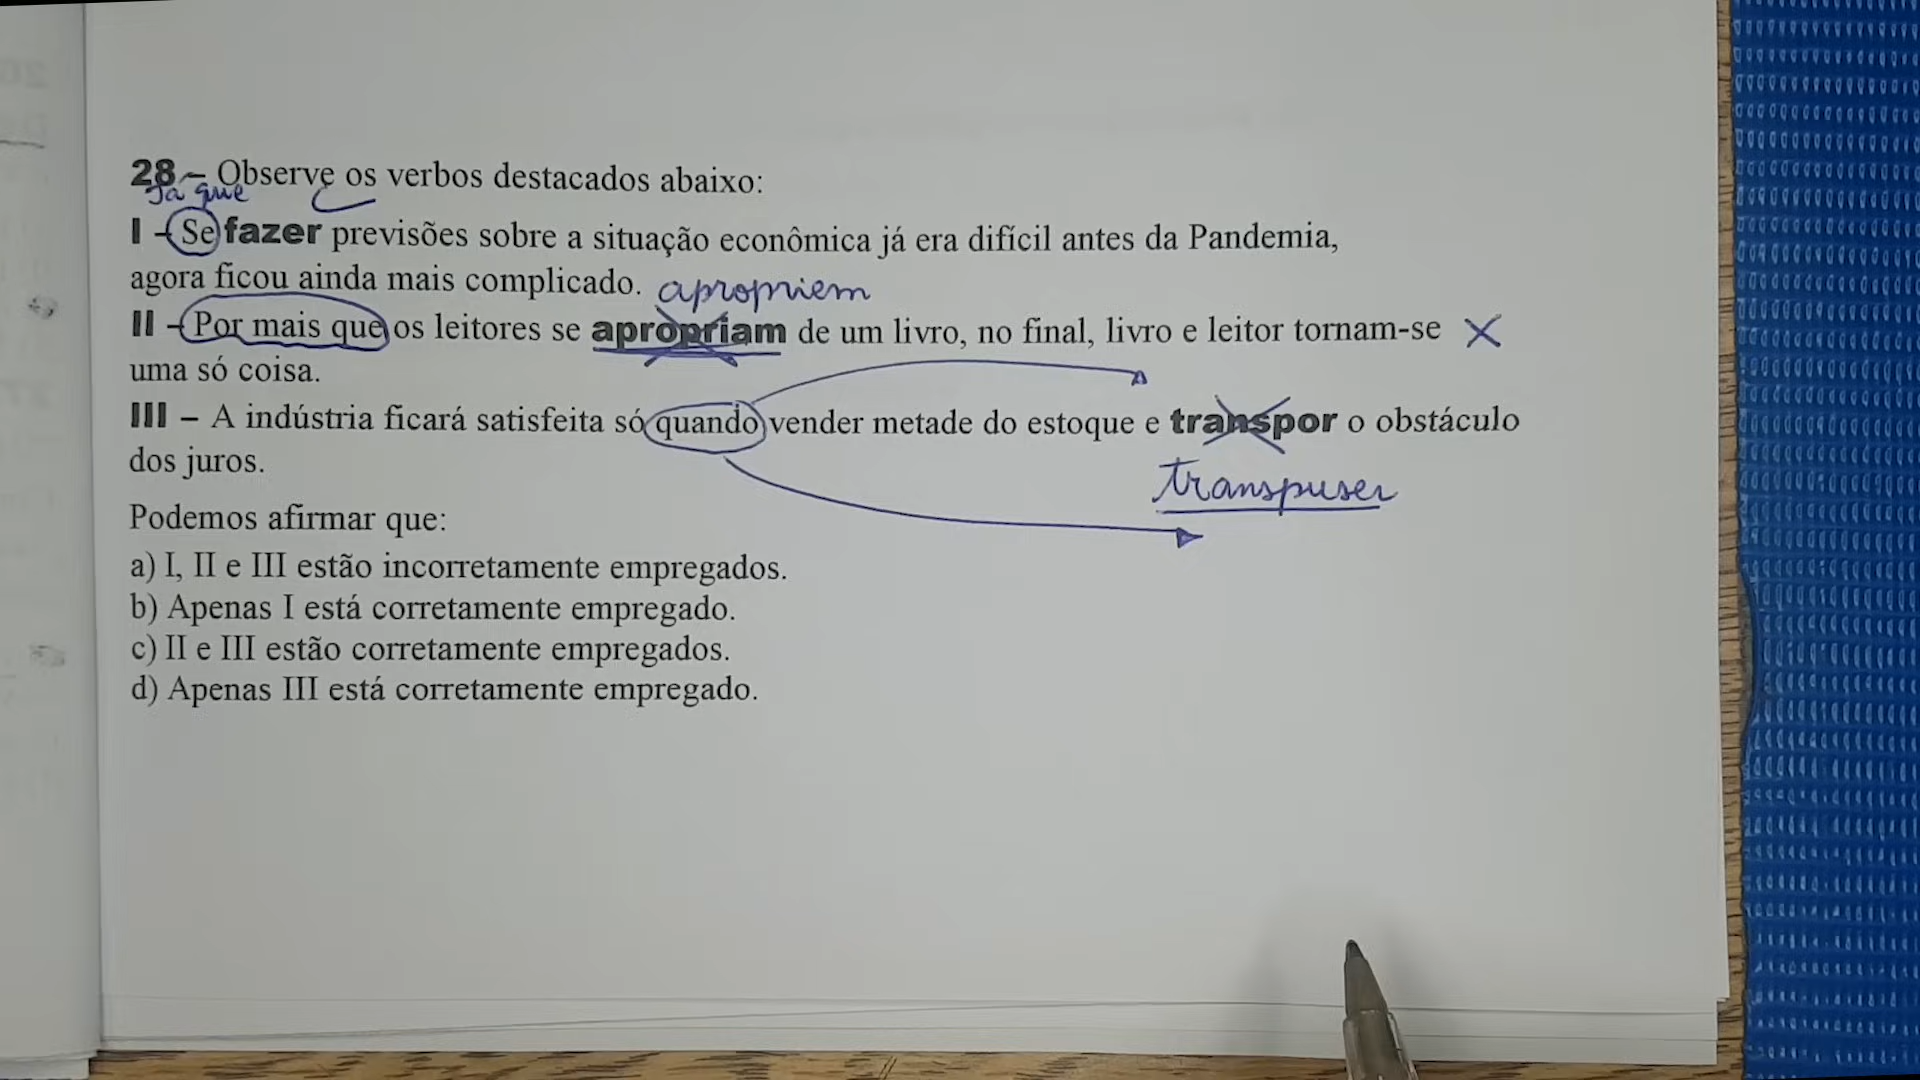 28 – Observe os verbos destacados abaixo:
Já que
I – Se fazer previsões sobre a situação econômica já era difícil antes da Pandemia,
agora ficou ainda mais complicado.
apropriem
II – Por mais que os leitores se apropriam de um livro, no final, livro e leitor tornam-se X
uma só coisa.
III – A indústria ficará satisfeita só quando vender metade do estoque e transpor o obstáculo
dos juros.
transpuser
Podemos afirmar que:
a) I, II e III estão incorretamente empregados.
b) Apenas I está corretamente empregado.
c) II e III estão corretamente empregados.
d) Apenas III está corretamente empregado.